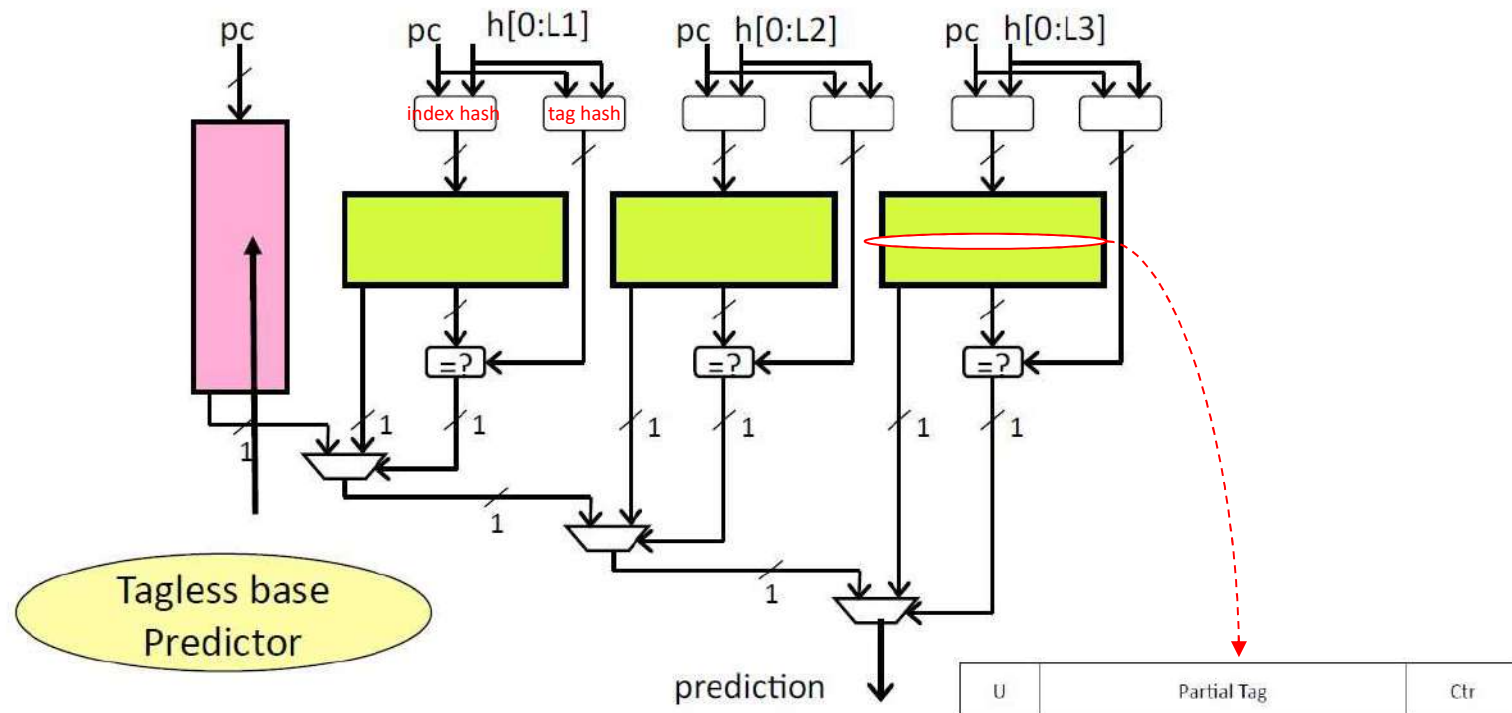 pc
pc
h[0:L1]
pc
h[0:L2]
pc
h[0:L3]
index hash
tag hash
=?
=?
=?
1
1
1
1
1
1
1
1
1
Tagless base
Predictor
prediction
U
Partial Tag
Ctr